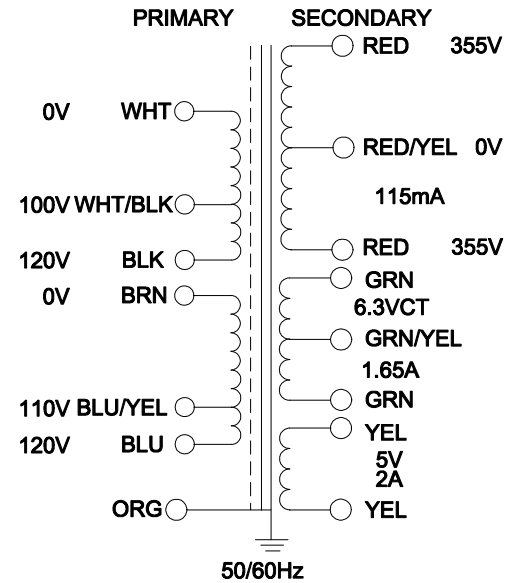 PRIMARY SECONDARY
RED 355V
0V WHT
RED/YEL 0V
115mA
100V WHT/BLK
RED 355V
120V BLK
GRN
0V BRN
6.3VCT
GRN/YEL
1.65A
GRN
110V BLU/YEL
YEL
120V BLU
5V
2A
ORG
YEL
50/60Hz